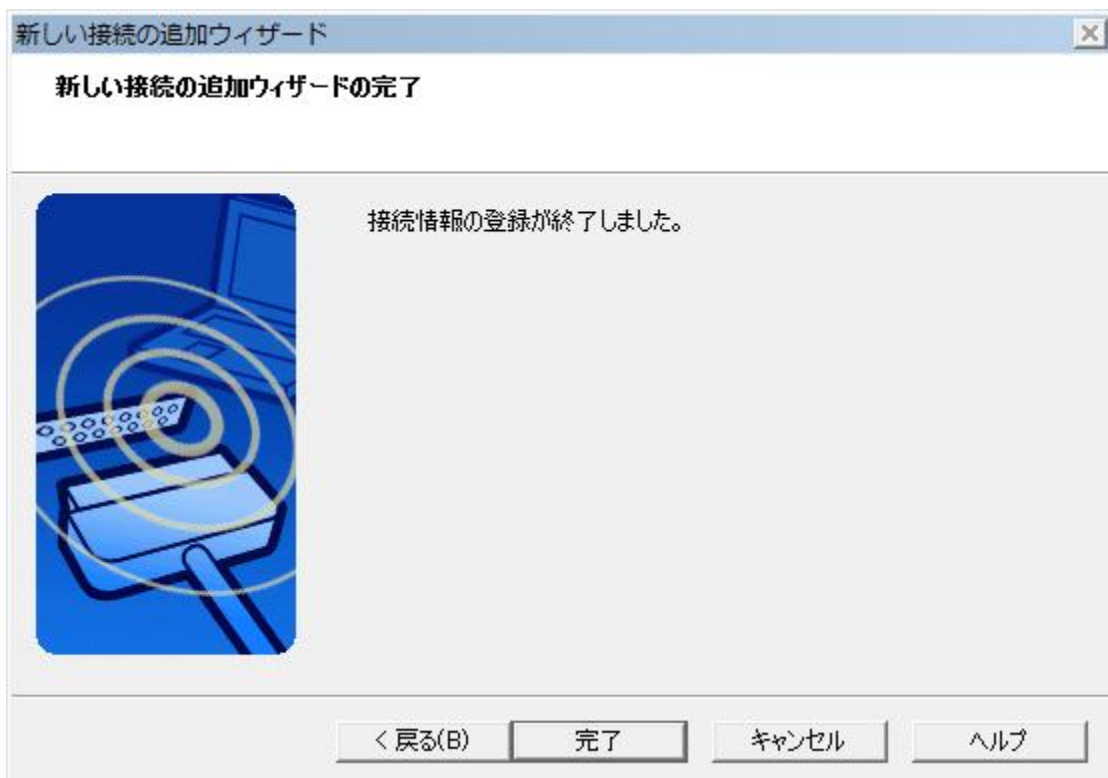 新しい接続の追加ウィザード
新しい接続の追加ウィザードの完了
接続情報の登録が終了しました。
< 戻る(B)
完了
キャンセル
ヘルプ